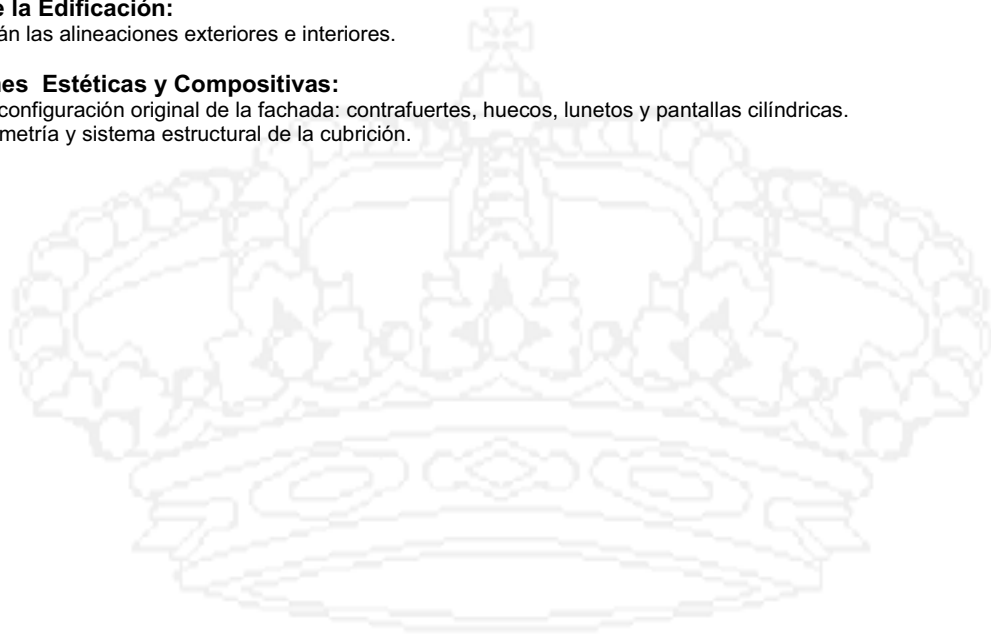 e la Edificación:
án las alineaciones exteriores e interiores.
nes Estéticas y Compositivas:
configuración original de la fachada: contrafuertes, huecos, lunetos y pantallas cilíndricas.
metría y sistema estructural de la cubrición.